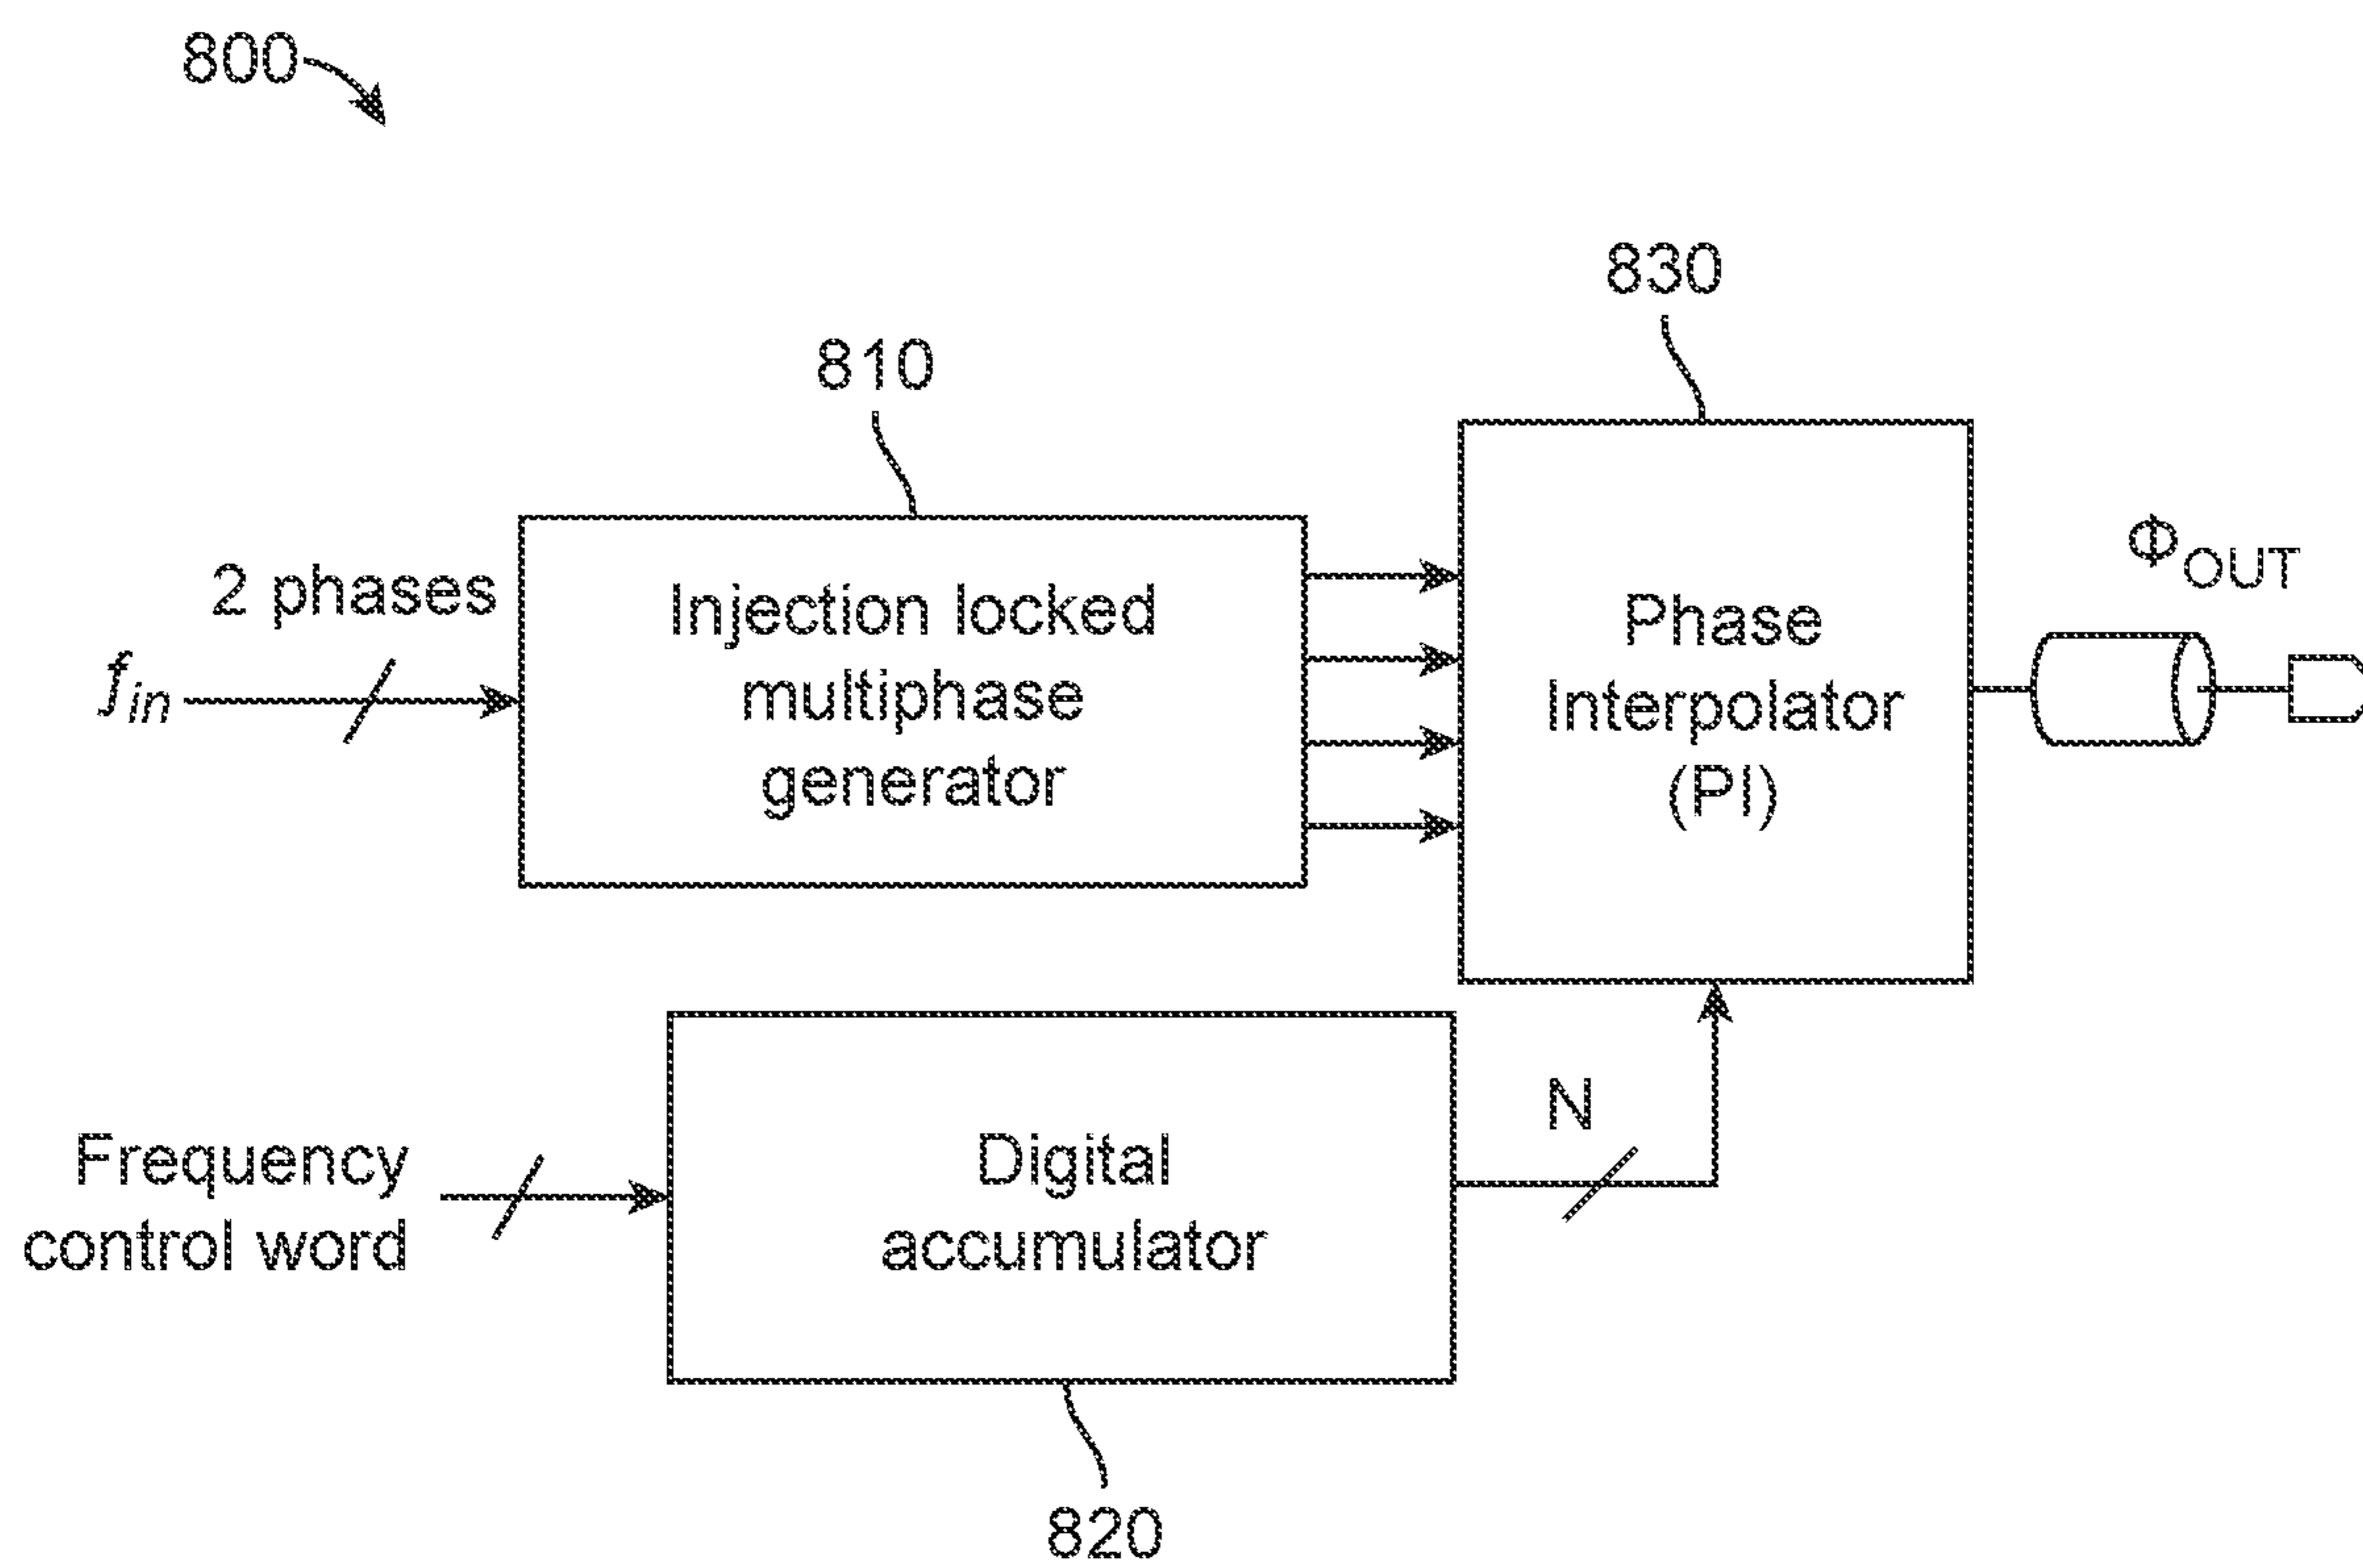 800
830
810
2 phases
fin
Injection locked
multiphase
generator
Phase
Interpolator
(PI)
ΦOUT
Frequency
control word
Digital
accumulator
N
820